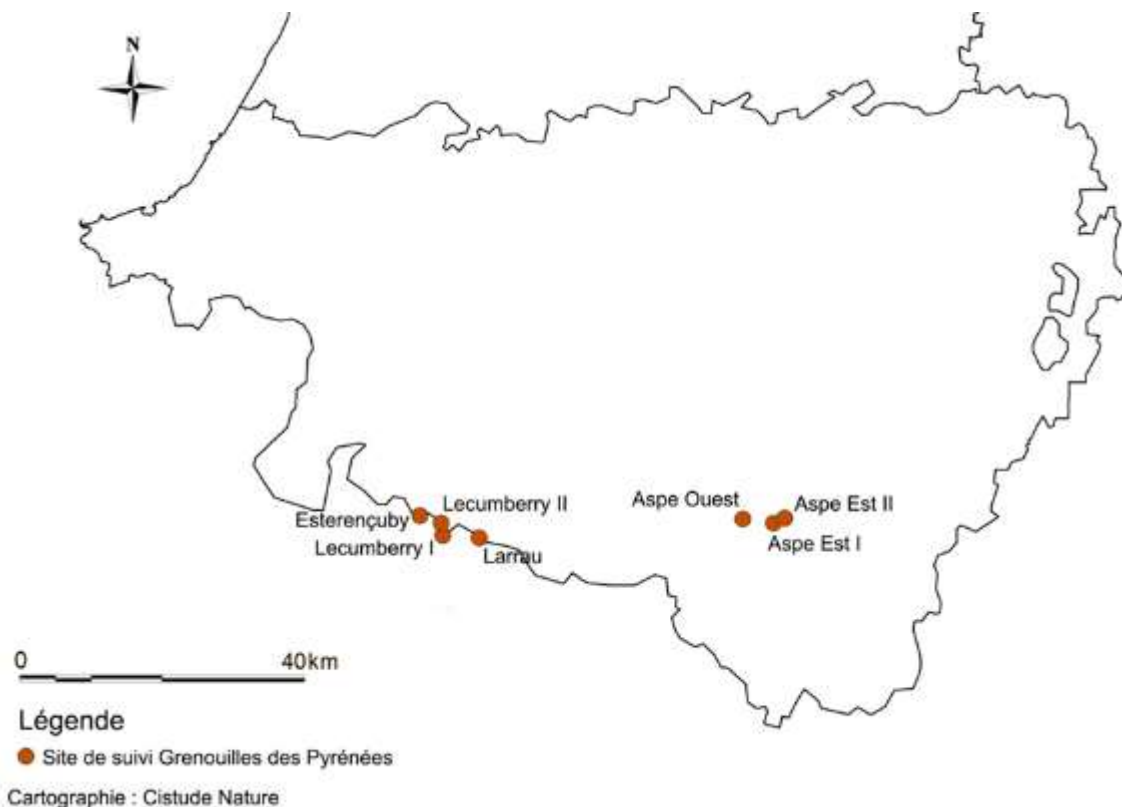 N
Aspe Ouest
Aspe Est II
Lecumberry II
Esterençuby
Aspe Est I
Lecumberry I
Larrau
0 40km
Légende
Site de suivi Grenouilles des Pyrénées
Cartographie : Cistude Nature